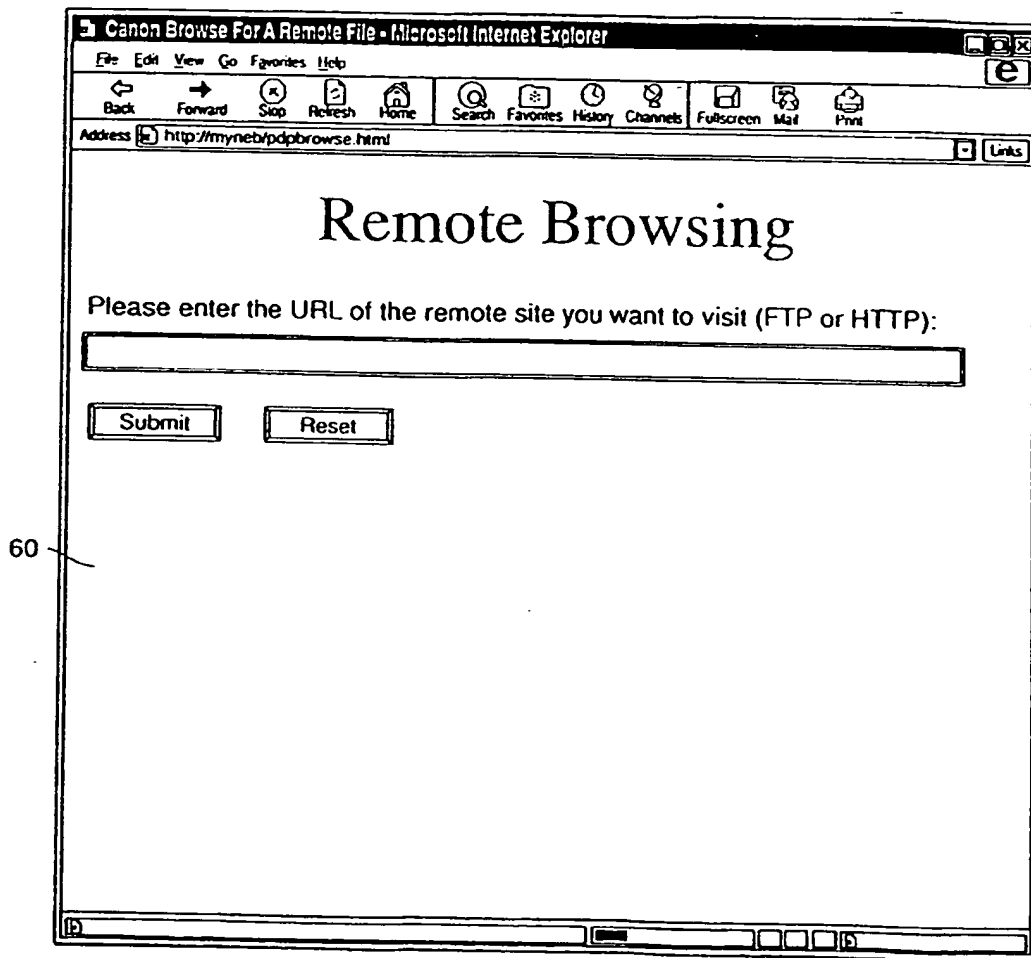 Canon Browse For A Remote File - Microsoft Internet Explorer
File Edit View Go Favorites Help
Back Forward Stop Refresh Home Search Favorites History Channels Fullscreen Mail Print
Address http://myneb/pdpbrowse.html Links
Remote Browsing
Please enter the URL of the remote site you want to visit (FTP or HTTP):
Submit Reset
60